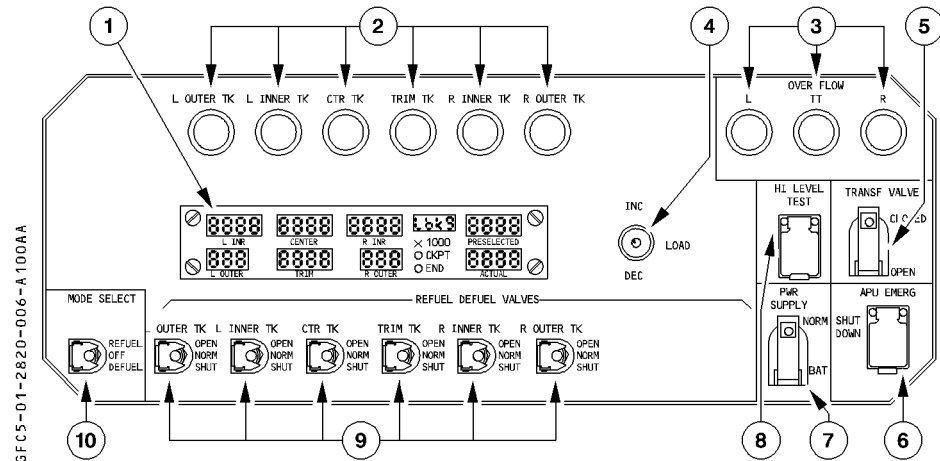 1
2
4
3
5
L OUTER TK L INNER TK CTR TK TRIM TK R INNER TK R OUTER TK
OVER FLOW
L TT R
HI LEVEL
TEST
TRANSF VALVE
CLOSED
OPEN
INC
LOAD
DEC
L INR CENTER R INR × 1000 PRESELECTED
CKPT
END
L OUTER TRIM R OUTER ACTUAL
MODE SELECT
REFUEL
OFF
DEFUEL
REFUEL DEFUEL VALVES
OUTER TK L INNER TK CTR TK TRIM TK R INNER TK R OUTER TK
OPEN OPEN OPEN OPEN OPEN OPEN
NORM NORM NORM NORM NORM NORM
SHUT SHUT SHUT SHUT SHUT SHUT
PWR
SUPPLY
NORM
BAT
APU EMERG
SHUT
DOWN
10
9
8
7
6
GFC5-01-2820-006-A100AA